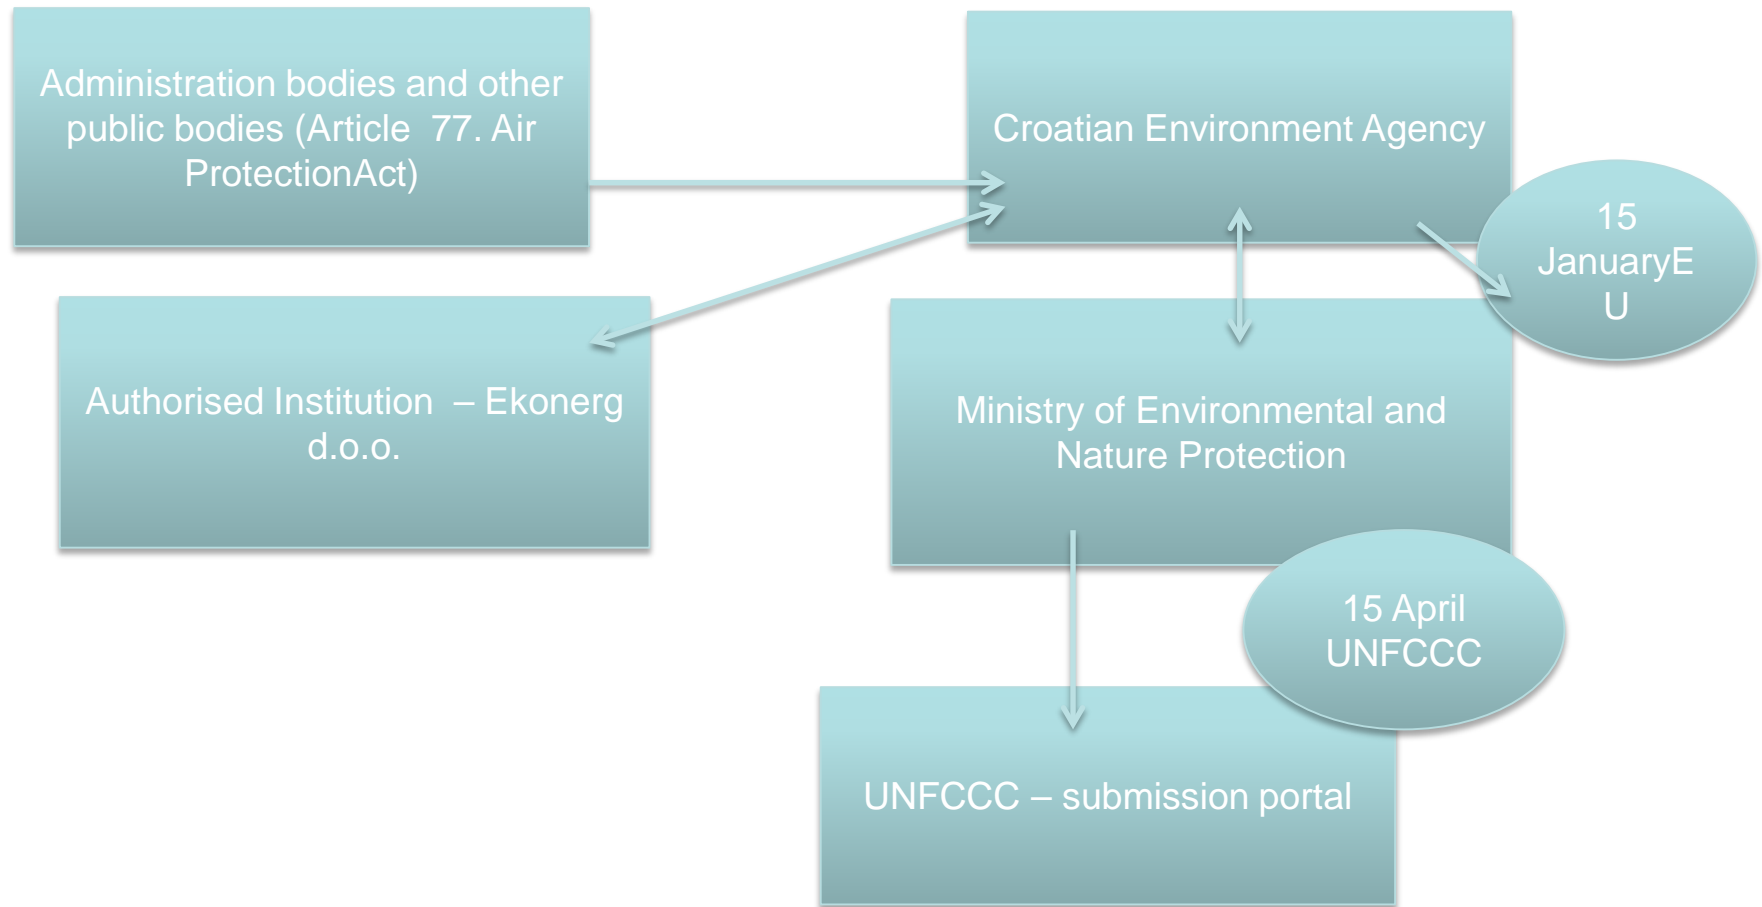 Administration bodies and other
public bodies (Article  77. Air
ProtectionAct)
Croatian Environment Agency
15
JanuaryE
U
Authorised Institution  – Ekonerg
d.o.o.
Ministry of Environmental and
Nature Protection
15 April
UNFCCC
UNFCCC – submission portal